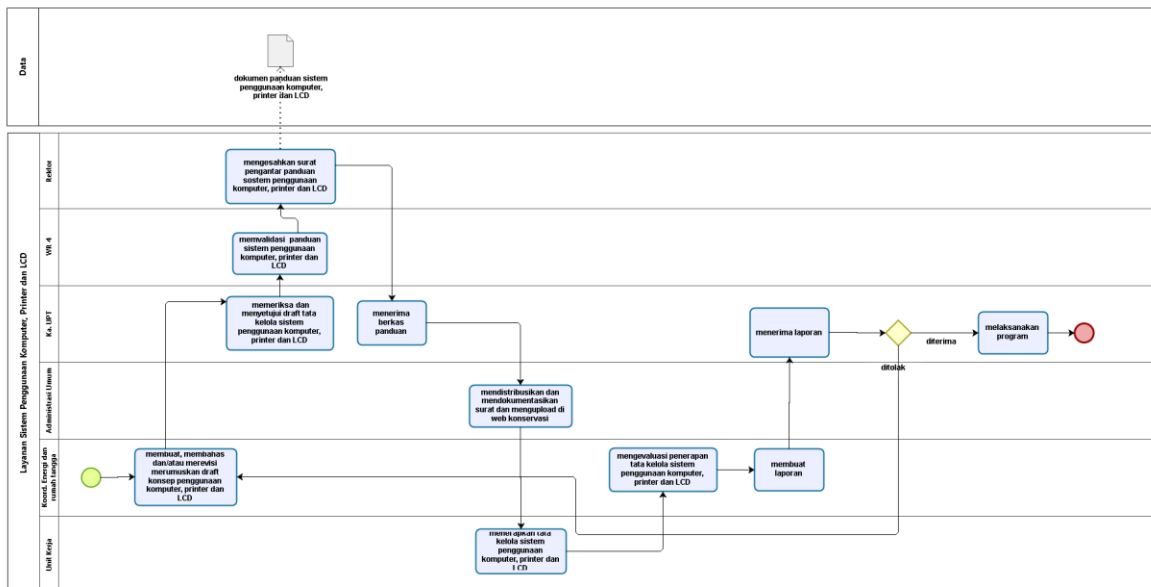 Data
dokumen panduan sistem
penggunaan komputer,
printer dan LCD
Layanan Sistem Penggunaan Komputer, Printer dan LCD
Rektor
mengesahkan surat
pengantar panduan
sostem penggunaan
komputer, printer dan LCD
WR 4
memvalidasi panduan
sistem penggunaan
komputer, printer dan
LCD
Ka. UPT
memeriksa dan
menyetujui draft tata
kelola sistem
penggunaan komputer,
printer dan LCD
menerima
berkas
panduan
menerima laporan
diterima
ditolak
melaksanakan
program
Administrasi Umum
mendistribusikan dan
mendokumentasikan
surat dan mengupload di
web konservasi
Koord. Energi dan
rumah tangga
membuat, membahas
dan/atau merevisi
merumuskan draft
konsep penggunaan
komputer, printer dan
LCD
mengevaluasi penerapan
tata kelola sistem
penggunaan komputer,
printer dan LCD
membuat
laporan
Unit Kerja
menerapkan tata
kelola sistem
penggunaan
komputer, printer dan
LCD